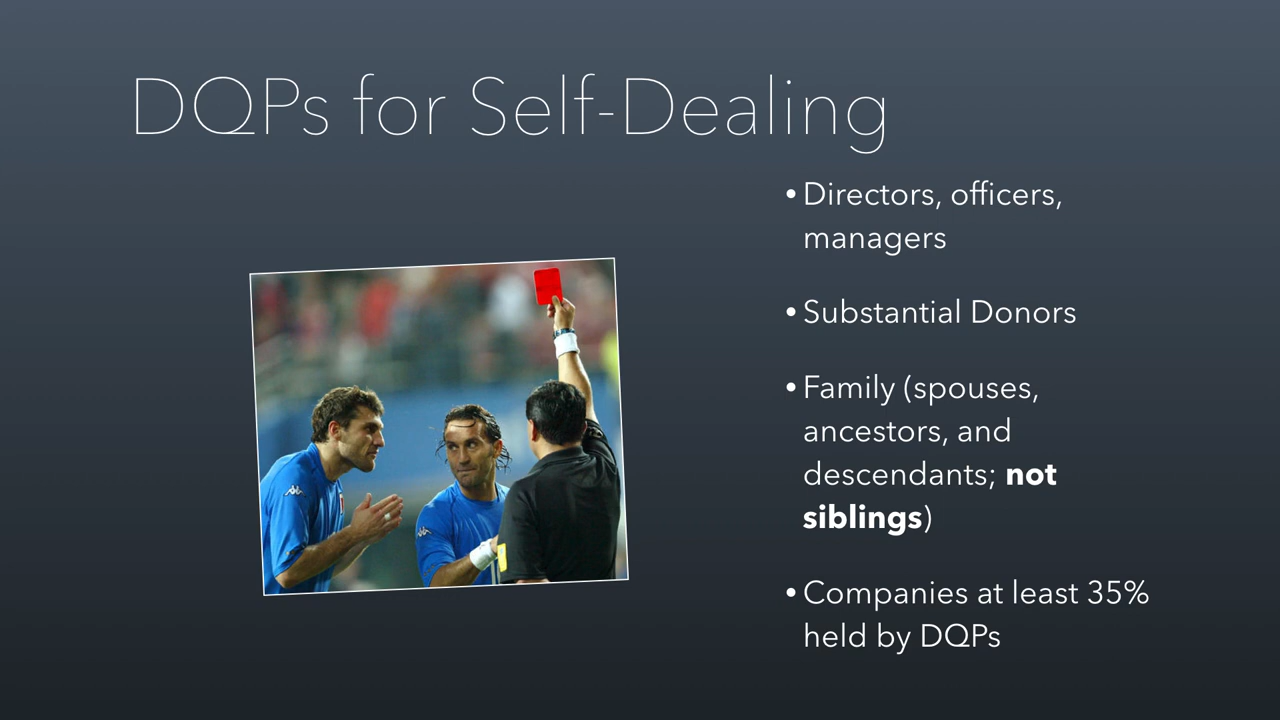 DQPs for Self-Dealing
• Directors, officers,
managers
• Substantial Donors
• Family (spouses,
ancestors, and
descendants; not
siblings)
• Companies at least 35%
held by DQPs